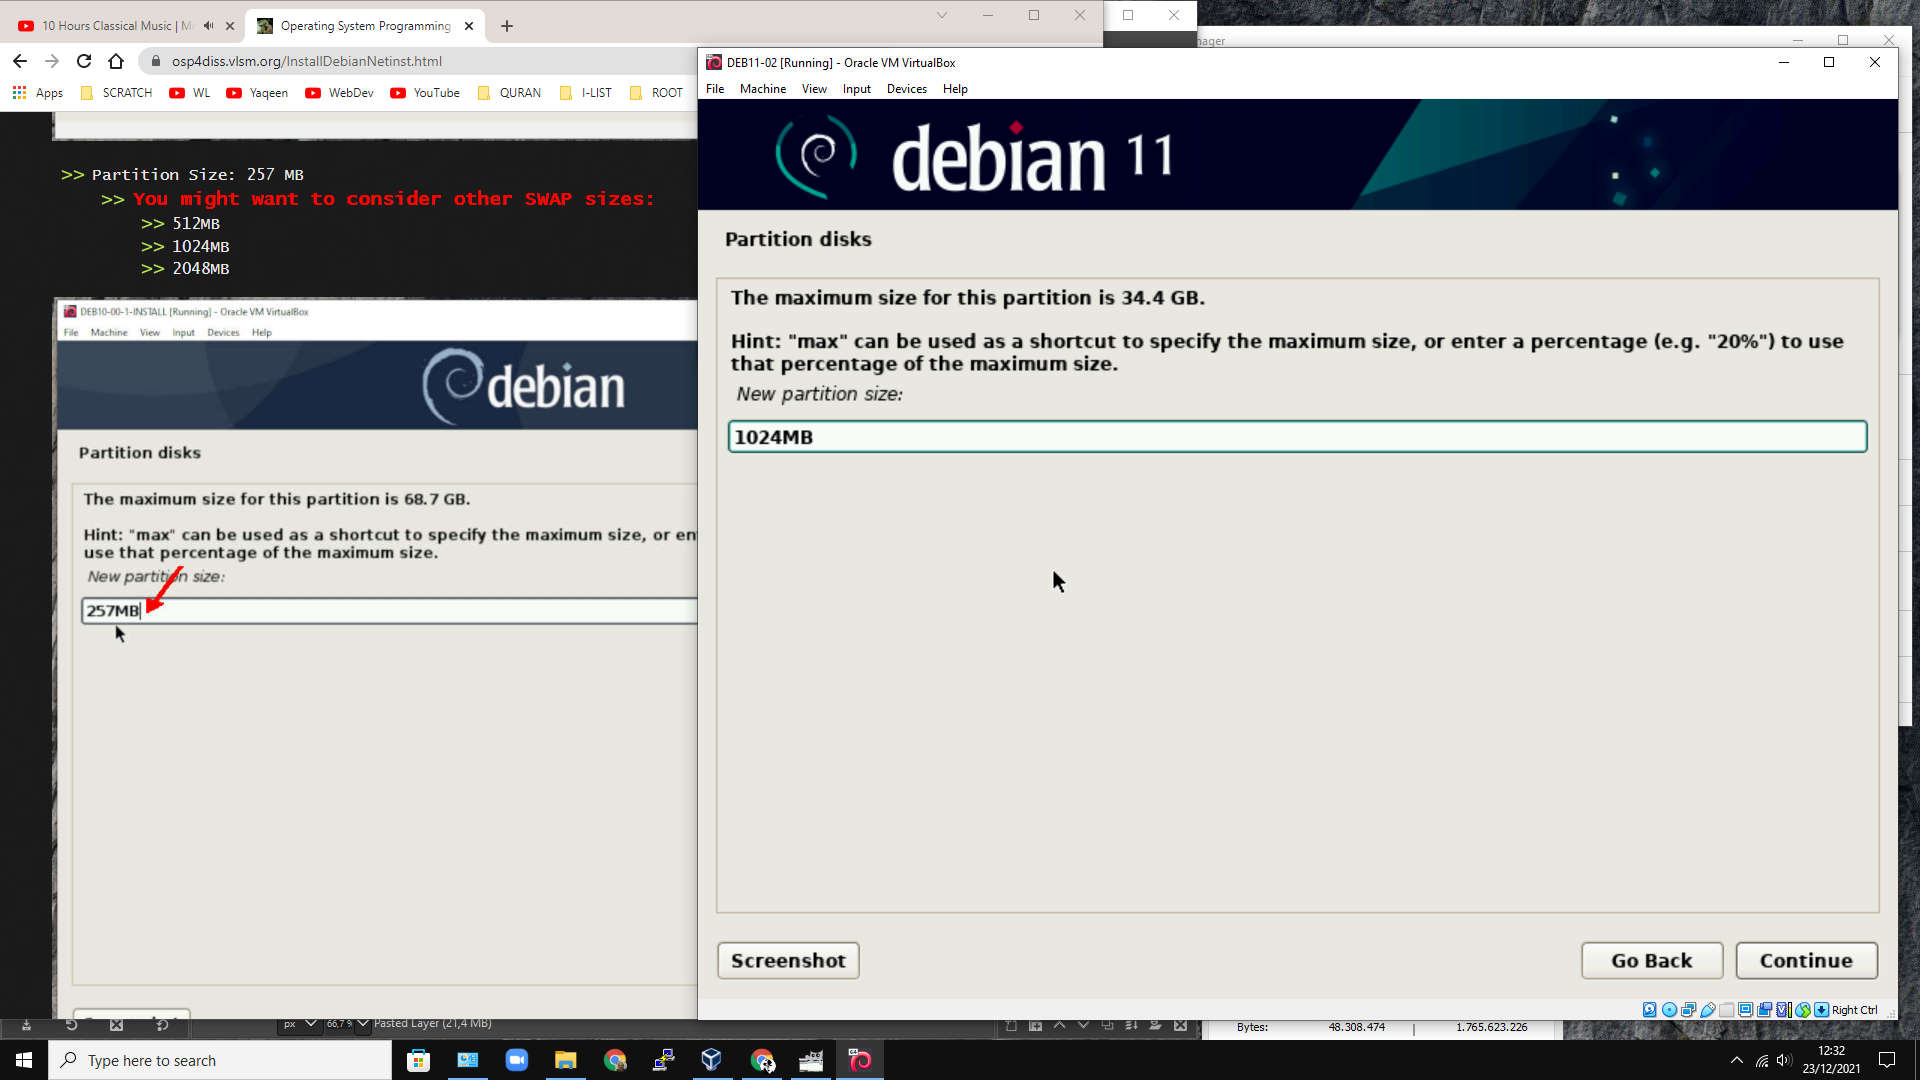 10 Hours Classical Music | M
Operating System Programming
osp4diss.vlsm.org/InstallDebianNetinst.html
Apps
SCRATCH
WL
Yaqeen
WebDev
YouTube
QURAN
I-LIST
ROOT
>> Partition Size: 257 MB
>> You might want to consider other SWAP sizes:
>> 512MB
>> 1024MB
>> 2048MB
DEB10-00-1-INSTALL [Running] - Oracle VM VirtualBox
File Machine View Input Devices Help
debian
Partition disks
The maximum size for this partition is 68.7 GB.
Hint: "max" can be used as a shortcut to specify the maximum size, or en
use that percentage of the maximum size.
New partition size:
257MB
px
66,7
Pasted Layer (21,4 MB)
nager
DEB11-02 [Running] - Oracle VM VirtualBox
File Machine View Input Devices Help
debian 11
Partition disks
The maximum size for this partition is 34.4 GB.
Hint: "max" can be used as a shortcut to specify the maximum size, or enter a percentage (e.g. "20%") to use
that percentage of the maximum size.
New partition size:
1024MB
Screenshot
Go Back
Continue
Right Ctrl
Bytes: 48.308.474 | 1.765.623.226
Type here to search
12:32
23/12/2021